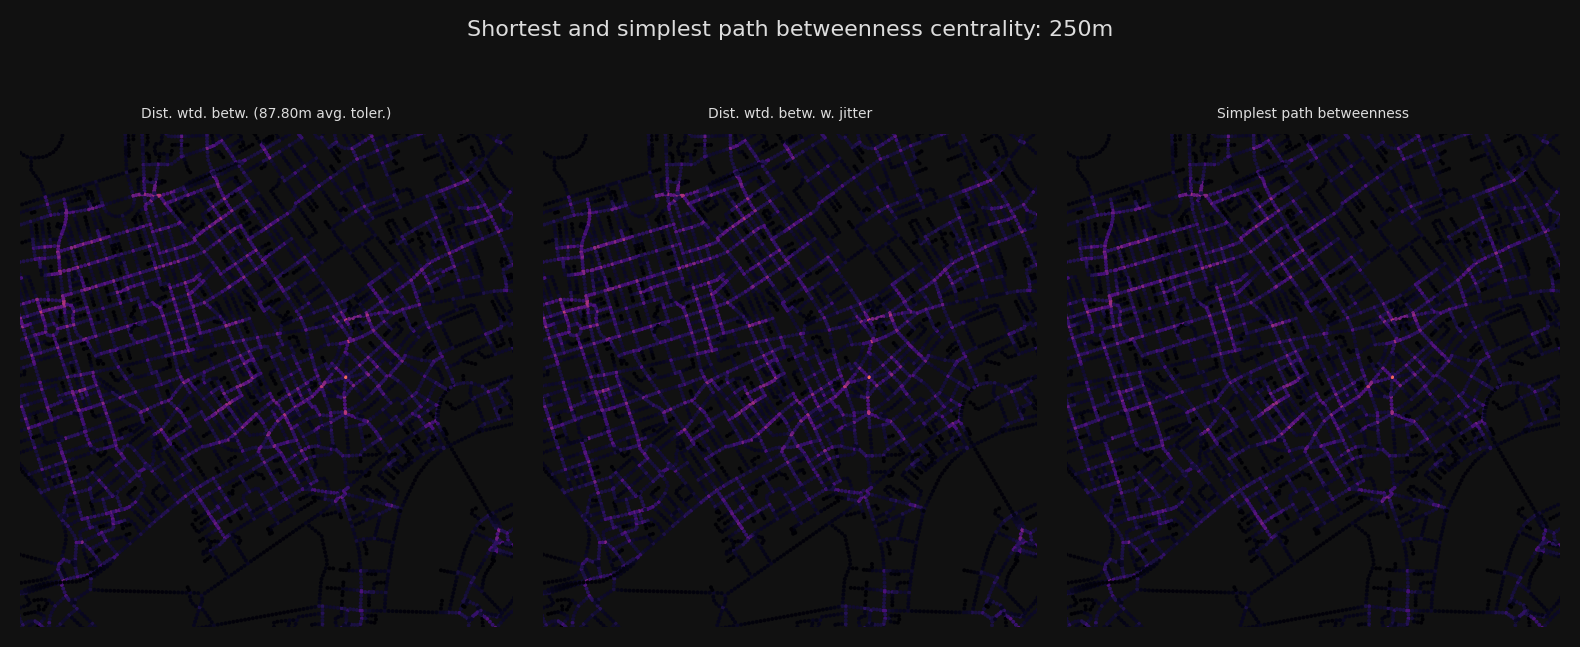 Shortest and simplest path betweenness centrality: 250m
Dist. wtd. betw. (87.80m avg. toler.)
Dist. wtd. betw. w. jitter
Simplest path betweenness